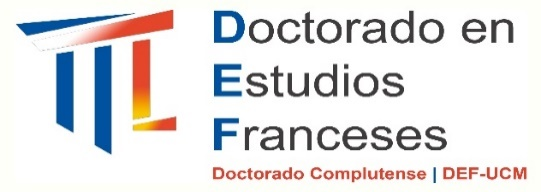 Doctorado en
Estudios
Franceses
Doctorado Complutense | DEF-UCM